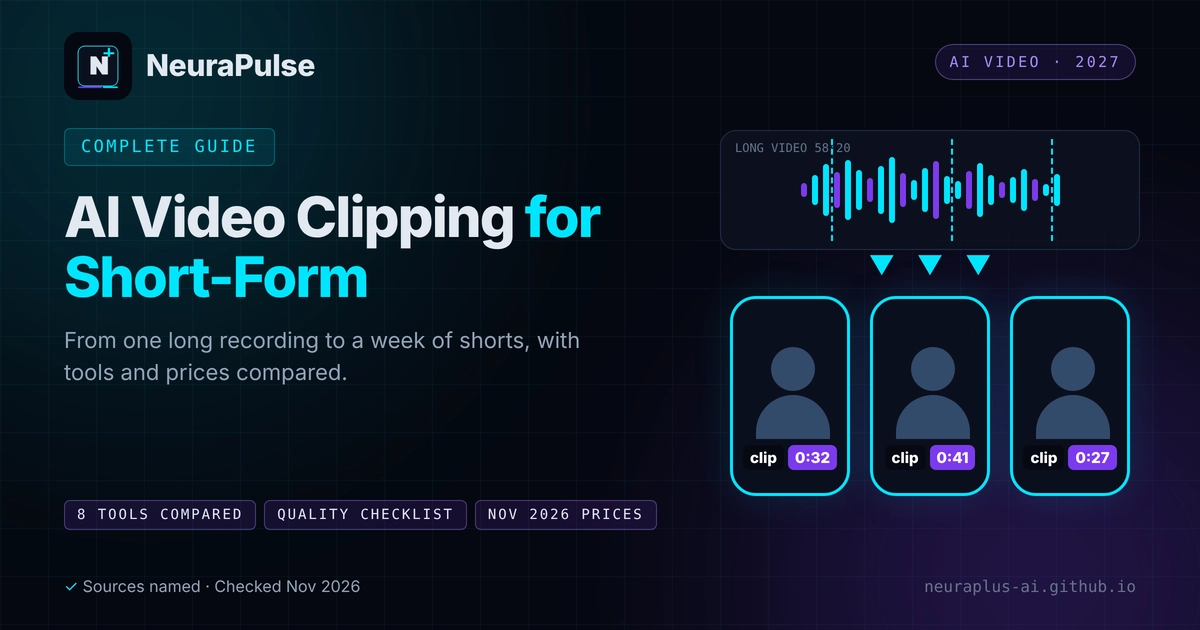 N+
NeuraPulse
AI VIDEO · 2027
COMPLETE GUIDE
AI Video Clipping for
Short-Form
From one long recording to a week of shorts, with
tools and prices compared.
LONG VIDEO 58:20
clip 0:32
clip 0:41
clip 0:27
8 TOOLS COMPARED
QUALITY CHECKLIST
NOV 2026 PRICES
✓ Sources named · Checked Nov 2026
neuraplus-ai.github.io